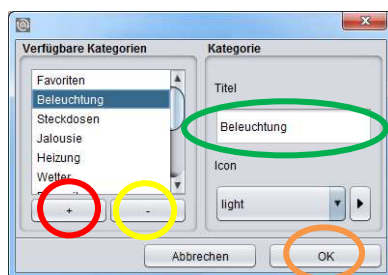 Verfügbare Kategorien
Favoriten
Beleuchtung
Steckdosen
Jalousie
Heizung
Wetter
+
-
Kategorie
Titel
Beleuchtung
Icon
light
Abbrechen
OK